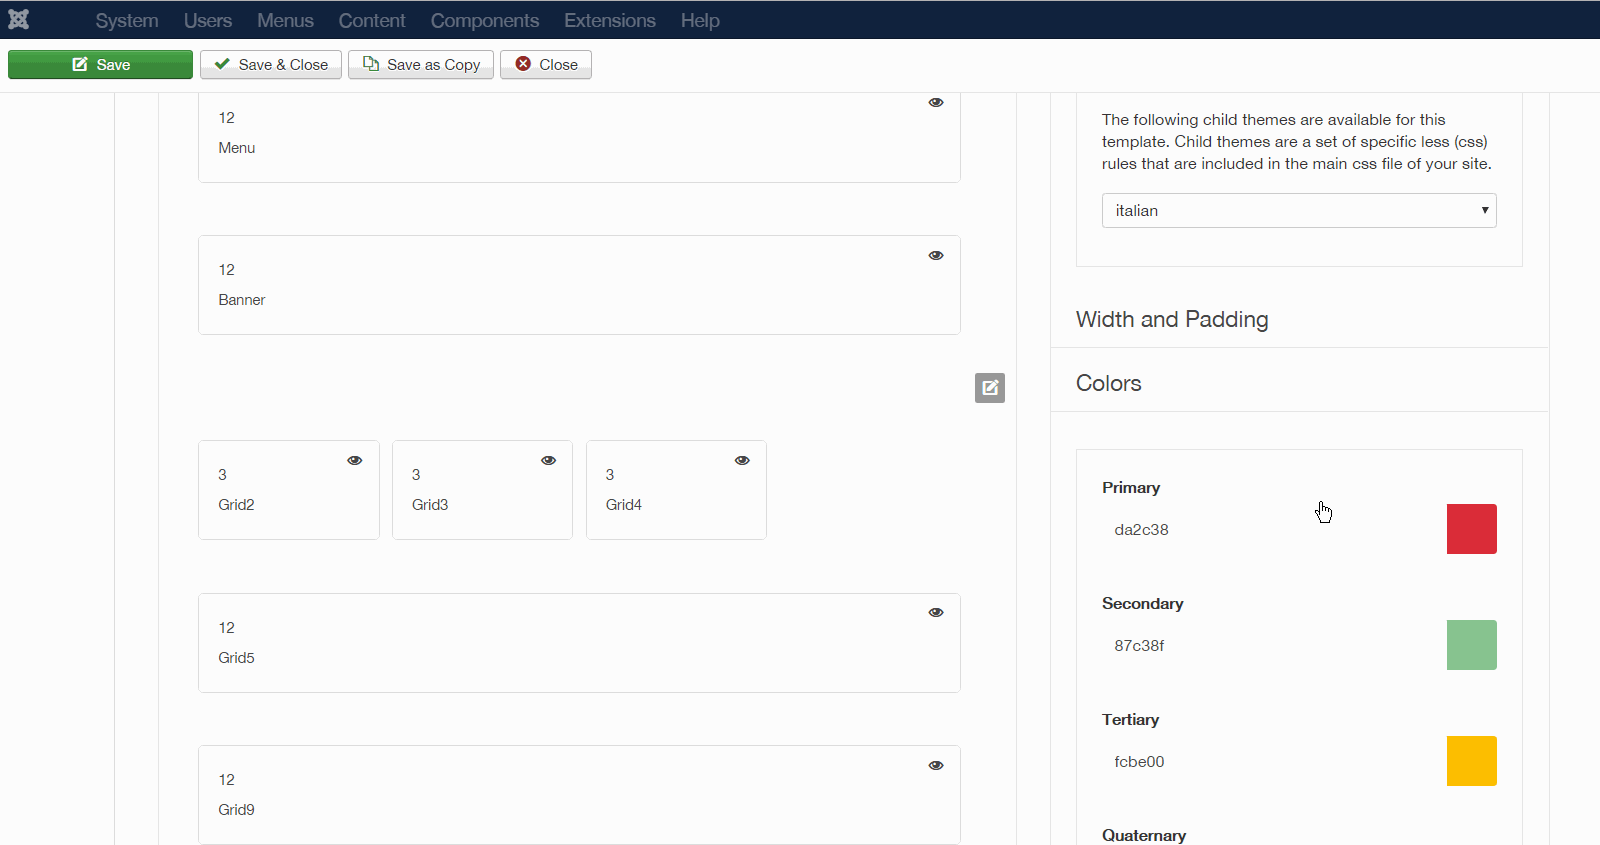 System Users Menus Content Components Extensions Help
Save Save & Close Save as Copy Close
12
Menu
12
Banner
3
Grid2
3
Grid3
3
Grid4
12
Grid5
12
Grid9
The following child themes are available for this
template. Child themes are a set of specific less (css)
rules that are included in the main css file of your site.
italian
Width and Padding
Colors
Primary
da2c38
Secondary
87c38f
Tertiary
fcbe00
Quaternary